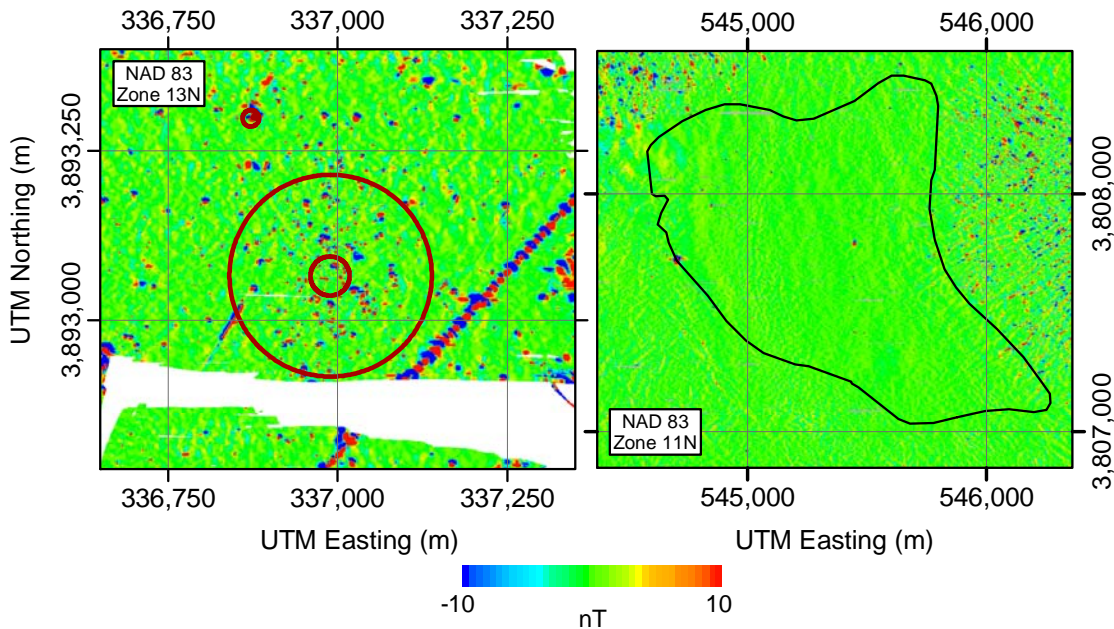 336,750 337,000 337,250
545,000 546,000
NAD 83
Zone 13N
UTM Northing (m)
3,893,250
3,893,000
3,808,000
3,807,000
NAD 83
Zone 11N
336,750 337,000 337,250
545,000 546,000
UTM Easting (m)
UTM Easting (m)
-10 10
nT